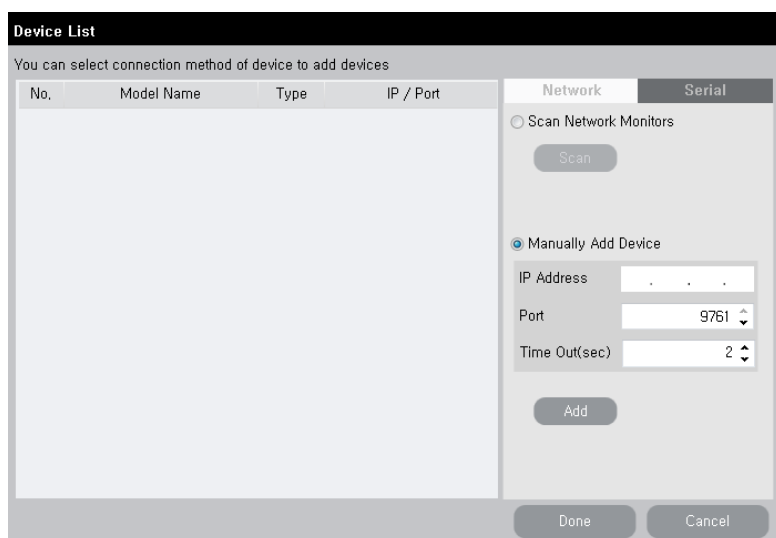 Device List
You can select connection method of device to add devices
No. Model Name Type IP / Port
Network Serial
Scan Network Monitors
Scan
Manually Add Device
IP Address . . .
Port 9761
Time Out(sec) 2
Add
Done Cancel